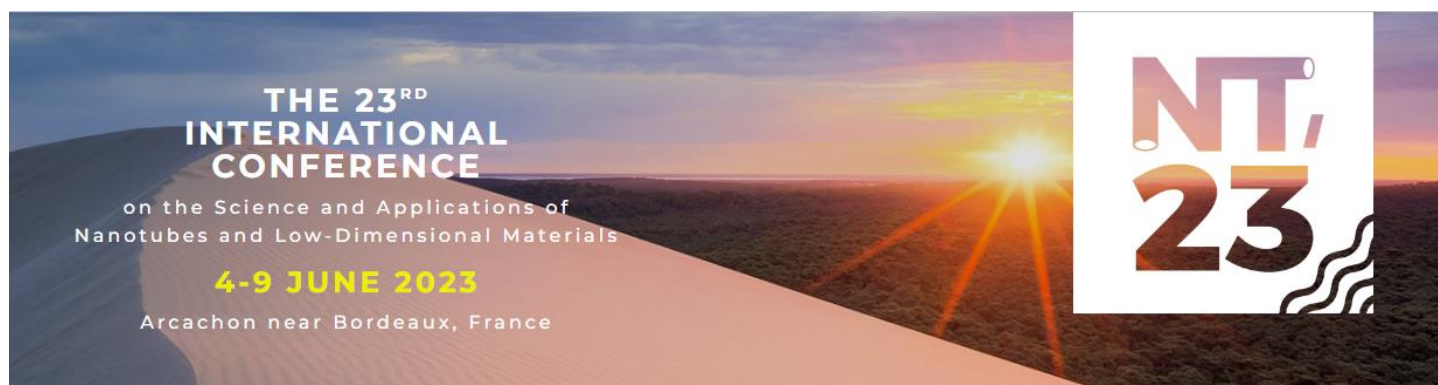 THE 23RD
INTERNATIONAL
CONFERENCE
on the Science and Applications of
Nanotubes and Low-Dimensional Materials
4-9 JUNE 2023
Arcachon near Bordeaux, France
NT'
23